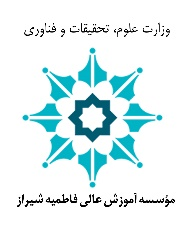 وزارت علوم، تحقیقات و فناوری
مؤسسه آموزش عالی فاطمیه شیراز